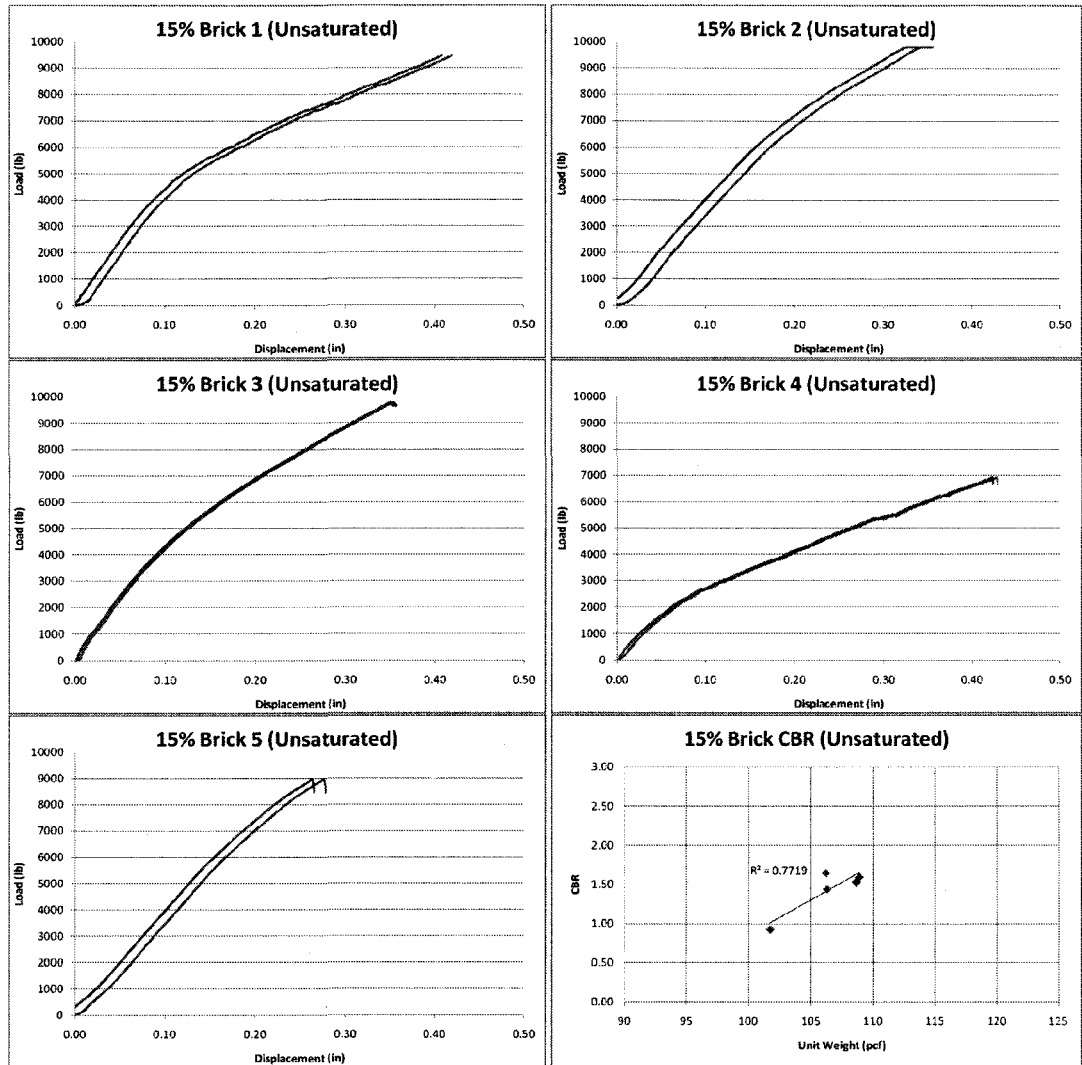 15% Brick 1 (Unsaturated)
10000
9000
8000
7000
6000
5000
4000
3000
2000
1000
0
Load (lb)
0.00 0.10 0.20 0.30 0.40 0.50
Displacement (in)
15% Brick 2 (Unsaturated)
10000
9000
8000
7000
6000
5000
4000
3000
2000
1000
0
Load (lb)
0.00 0.10 0.20 0.30 0.40 0.50
Displacement (in)
15% Brick 3 (Unsaturated)
10000
9000
8000
7000
6000
5000
4000
3000
2000
1000
0
Load (lb)
0.00 0.10 0.20 0.30 0.40 0.50
Displacement (in)
15% Brick 4 (Unsaturated)
10000
9000
8000
7000
6000
5000
4000
3000
2000
1000
0
Load (lb)
0.00 0.10 0.20 0.30 0.40 0.50
Displacement (in)
15% Brick 5 (Unsaturated)
10000
9000
8000
7000
6000
5000
4000
3000
2000
1000
0
Load (lb)
0.00 0.10 0.20 0.30 0.40 0.50
Displacement (in)
15% Brick CBR (Unsaturated)
3.00
2.50
2.00
1.50
1.00
0.50
0.00
CBR
R² = 0.7719
90 95 100 105 110 115 120 125
Unit Weight (pcf)